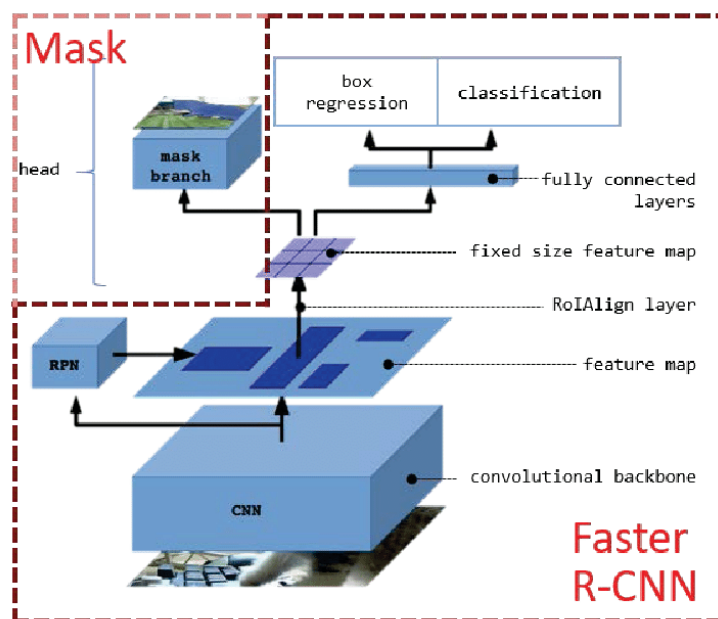 Mask
head
mask
branch
box
regression
classification
fully connected
layers
fixed size feature map
RoIAlign layer
RPN
feature map
CNN
convolutional backbone
Faster
R-CNN